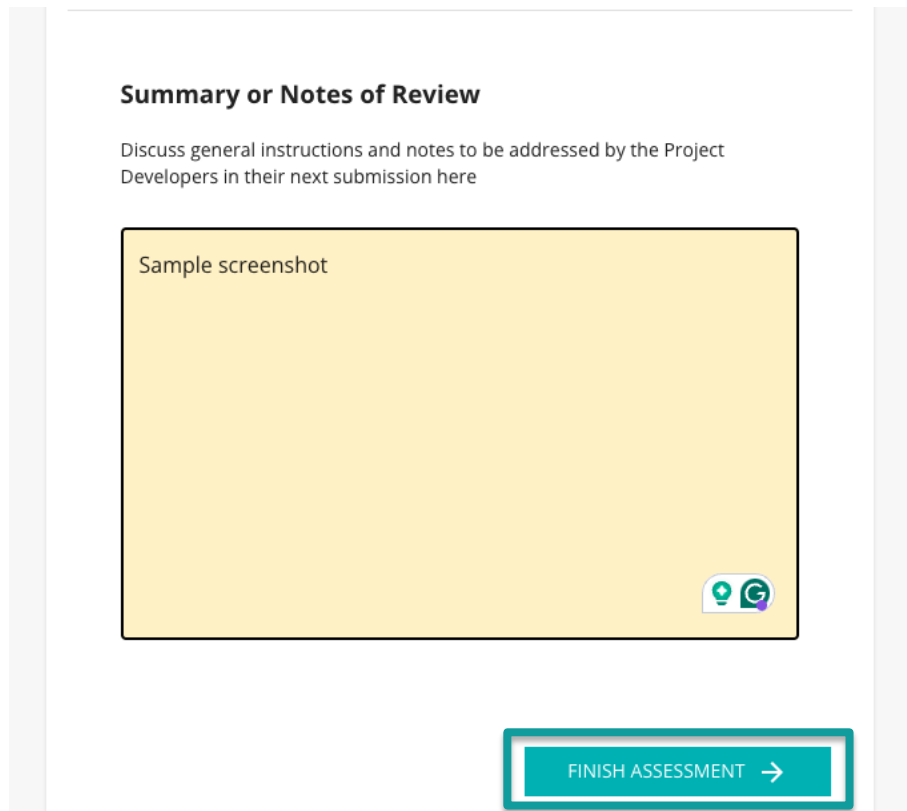 Summary or Notes of Review
Discuss general instructions and notes to be addressed by the Project
Developers in their next submission here
Sample screenshot
G
FINISH ASSESSMENT →